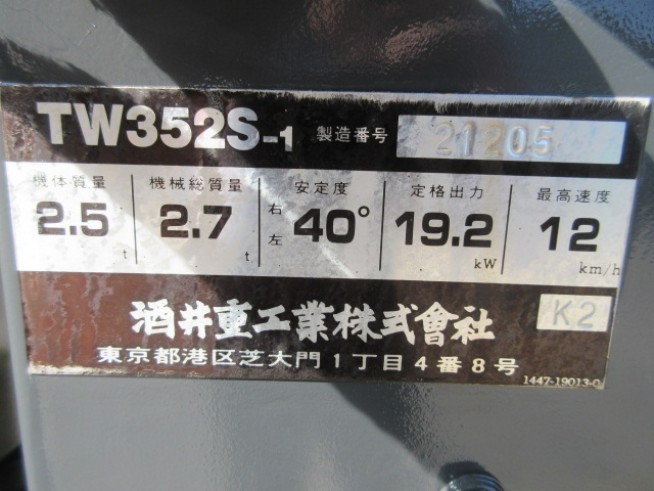 TW352S-1 製造番号 21205
機体質量 機械総質量 安定度 定格出力 最高速度
2.5 t 2.7 t 右左 40° 19.2 kW 12 km/h
酒井重工業株式會社 K2
東京都港区芝大門1丁目4番8号
1447-19013-0